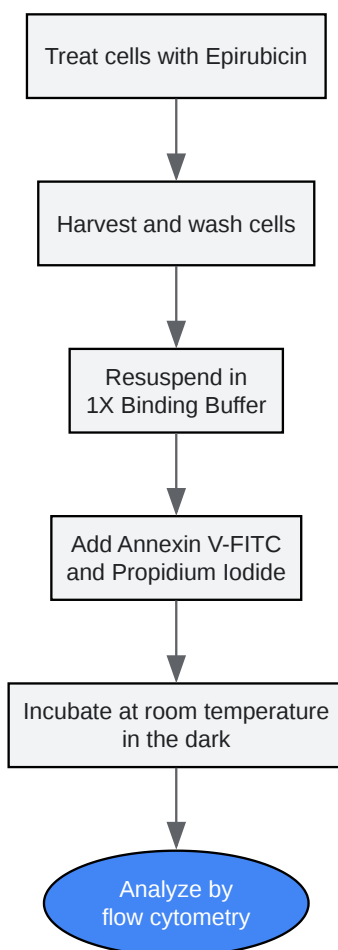 Treat cells with Epirubicin
Harvest and wash cells
Resuspend in
1X Binding Buffer
Add Annexin V-FITC
and Propidium Iodide
Incubate at room temperature
in the dark
Analyze by
flow cytometry